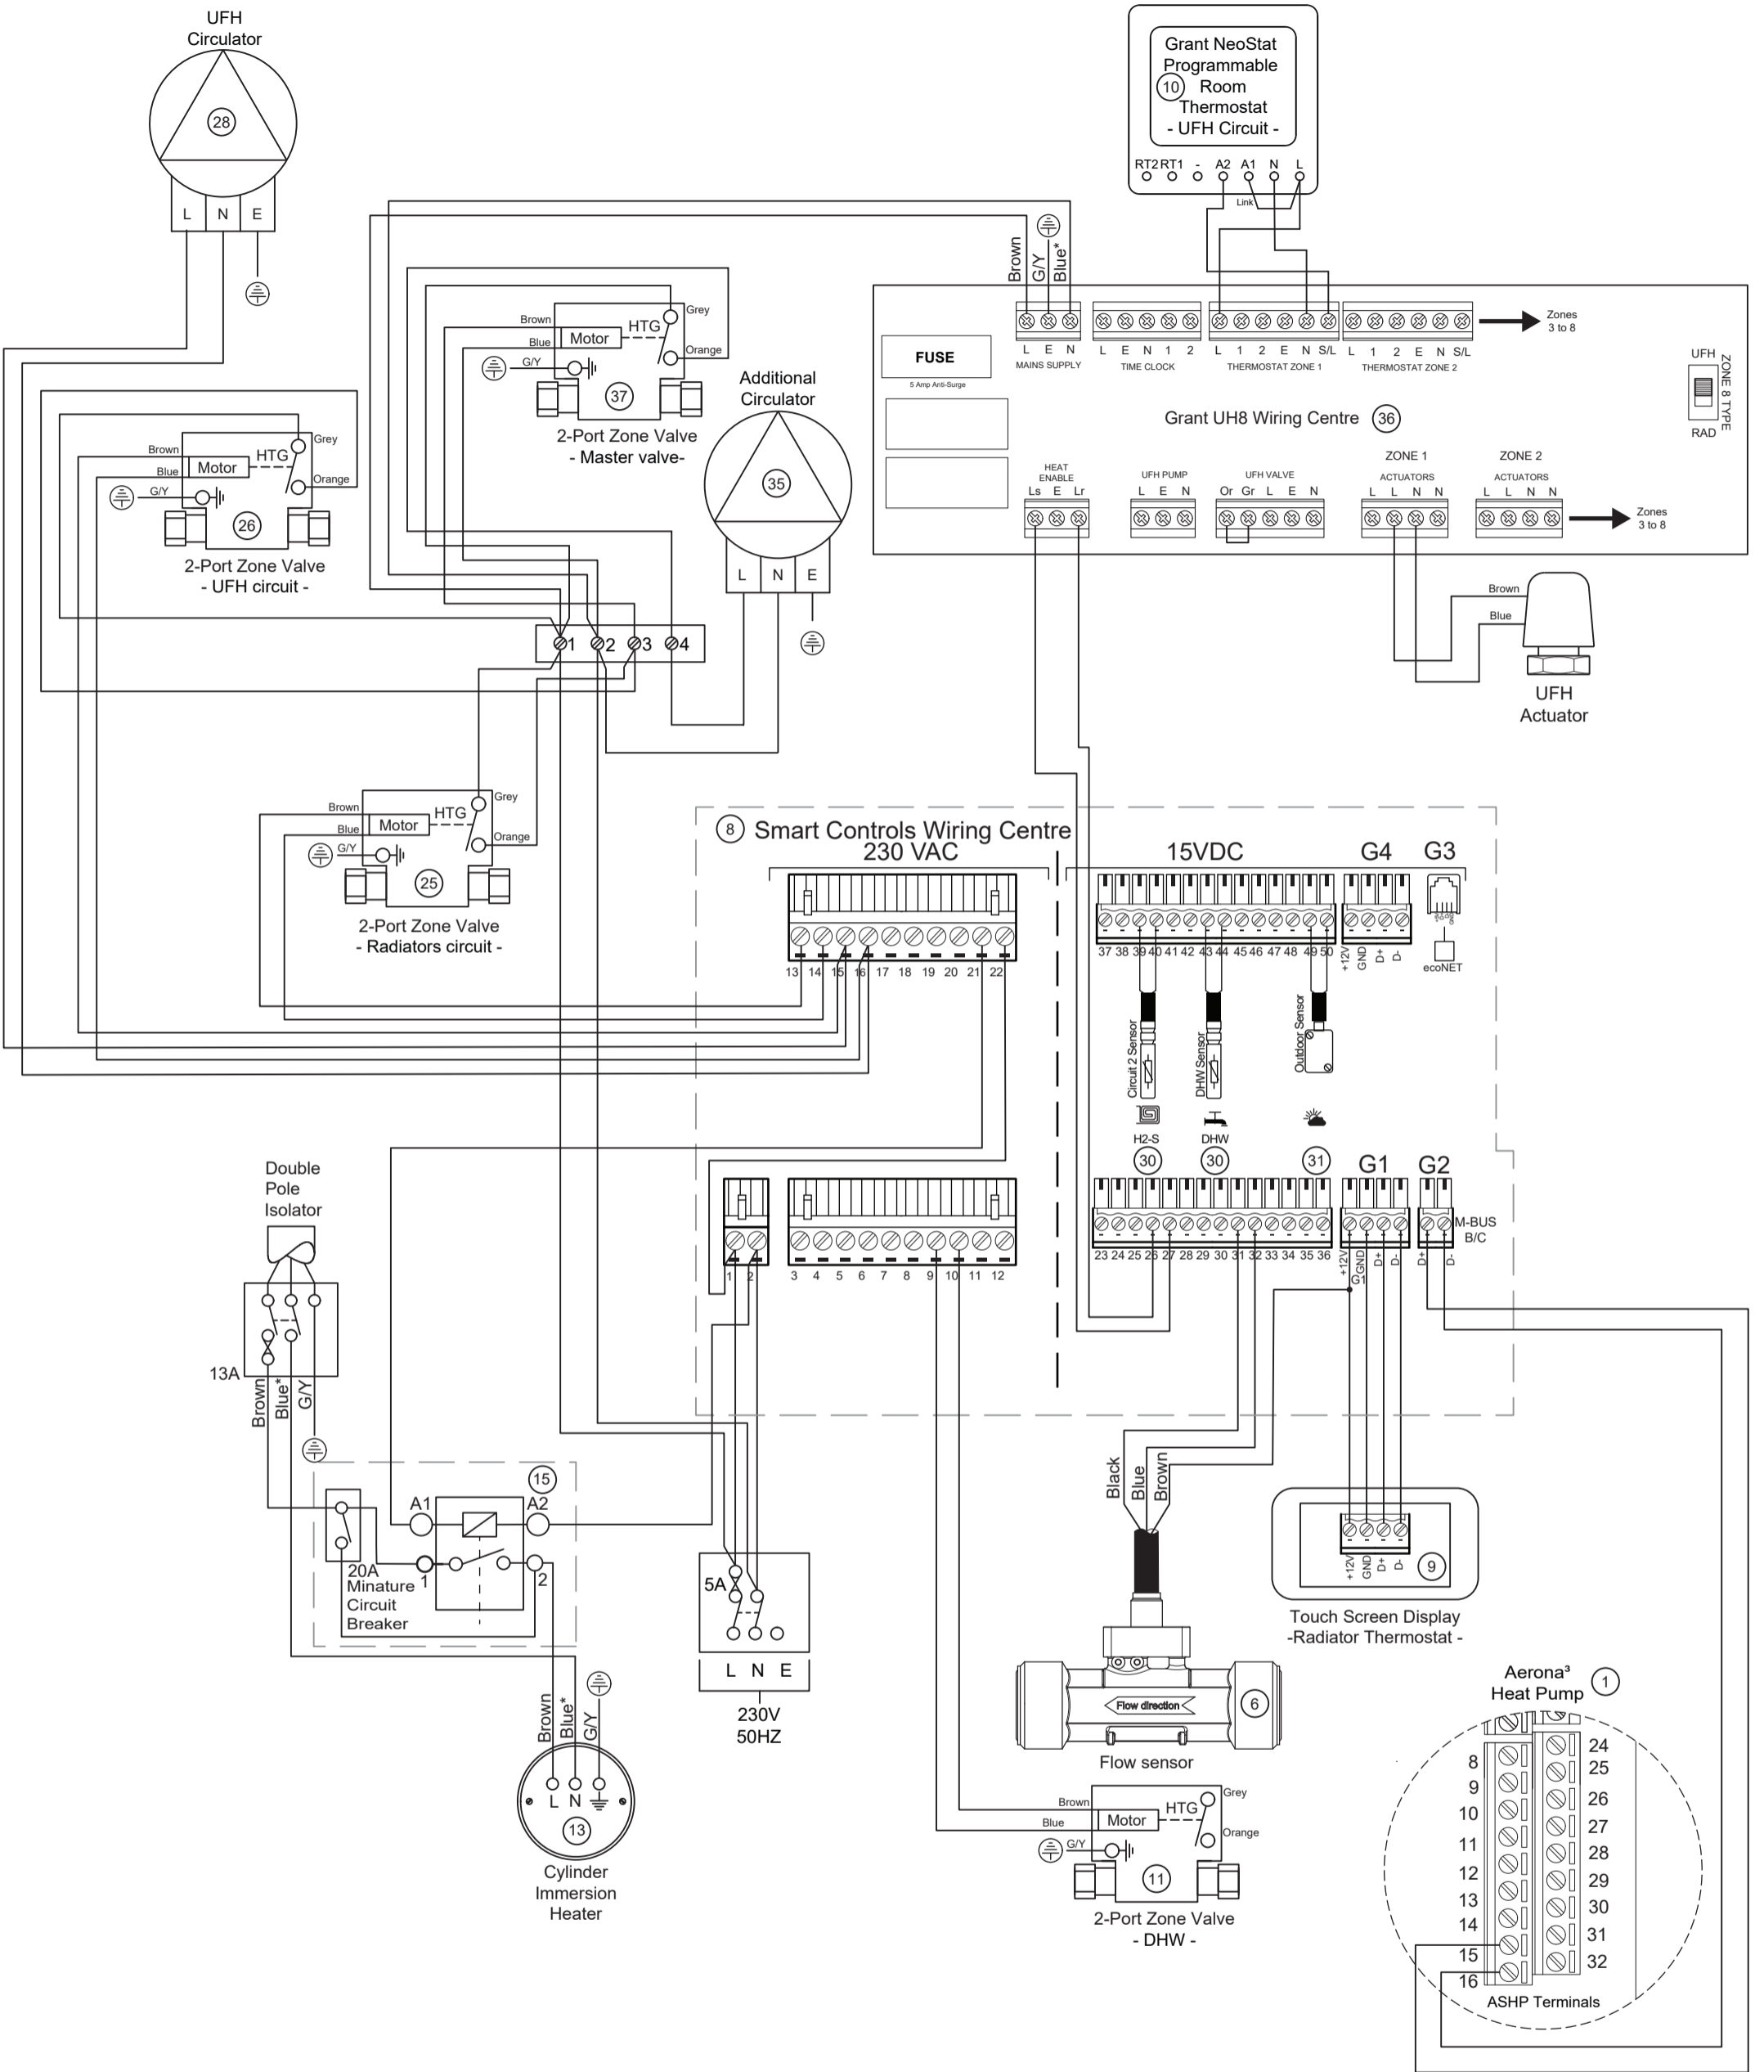 UFH
Circulator
28
L N E
Grant NeoStat
Programmable
10 Room
Thermostat
- UFH Circuit -
RT2 RT1 - A2 A1 N L
Link
Brown
G/Y
Blue*
FUSE
5 Amp Anti-Surge
L E N
MAINS SUPPLY
L E N 1 2
TIME CLOCK
L 1 2 E N S/L
THERMOSTAT ZONE 1
L 1 2 E N S/L
THERMOSTAT ZONE 2
Zones
3 to 8
UFH
ZONE 8 TYPE
RAD
Grant UH8 Wiring Centre 36
HEAT
ENABLE
Ls E Lr
UFH PUMP
L E N
UFH VALVE
Or Gr L E N
ZONE 1
ACTUATORS
L L N N
ZONE 2
ACTUATORS
L L N N
Zones
3 to 8
Brown
Blue
UFH
Actuator
Brown
Blue
G/Y
Motor
HTG
Grey
Orange
37
2-Port Zone Valve
- Master valve-
Additional
Circulator
35
L N E
Brown
Blue
G/Y
Motor
HTG
Grey
Orange
26
2-Port Zone Valve
- UFH circuit -
1 2 3 4
Brown
Blue
G/Y
Motor
HTG
Grey
Orange
25
2-Port Zone Valve
- Radiators circuit -
8 Smart Controls Wiring Centre
230 VAC
15VDC
G4
G3
13 14 15 16 17 18 19 20 21 22
37 38 39 40 41 42 43 44 45 46 47 48 49 50
+12V
GND
D+
D-
ecoNET
Circuit 2 Sensor
DHW Sensor
Outdoor Sensor
H2-S
DHW
30
30
31
G1
G2
1 2
3 4 5 6 7 8 9 10 11 12
23 24 25 26 27 28 29 30 31 32 33 34 35 36
+12V
GND
D+
D-
G1
D+
D-
M-BUS
B/C
Double
Pole
Isolator
13A
Brown
Blue*
G/Y
15
A1
A2
20A
Minature
Circuit
Breaker
1
2
5A
L N E
230V
50HZ
Black
Blue
Brown
+12V
GND
D+
D-
9
Touch Screen Display
-Radiator Thermostat -
Flow direction
6
Flow sensor
Brown
Blue*
G/Y
L N
13
Cylinder
Immersion
Heater
Brown
Blue
G/Y
Motor
HTG
Grey
Orange
11
2-Port Zone Valve
- DHW -
Aerona³
Heat Pump 1
8
9
10
11
12
13
14
15
16
24
25
26
27
28
29
30
31
32
ASHP Terminals